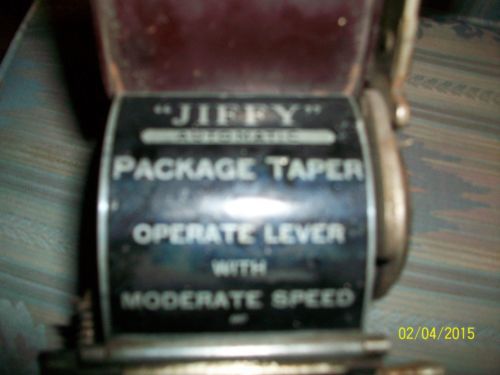 "JIFFY"
AUTOMATIC
PACKAGE TAPER
OPERATE LEVER
WITH
MODERATE SPEED
02/04/2015